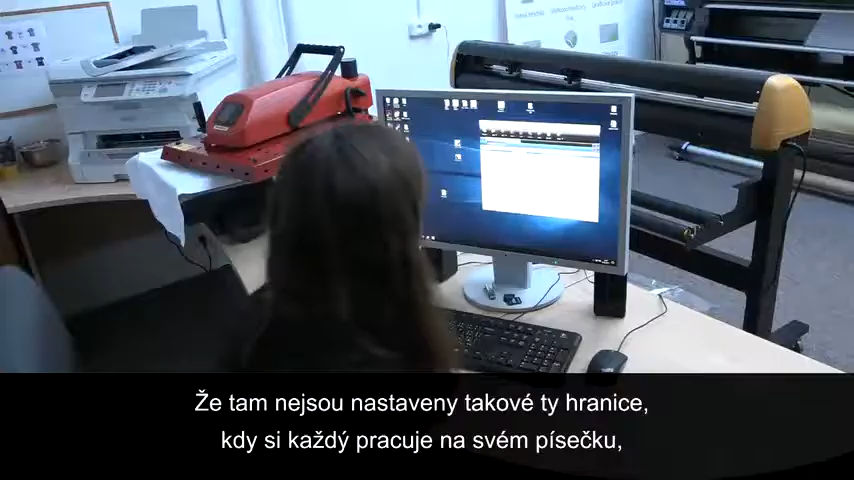 Že tam nejsou nastaveny takové ty hranice,
kdy si každý pracuje na svém písečku,